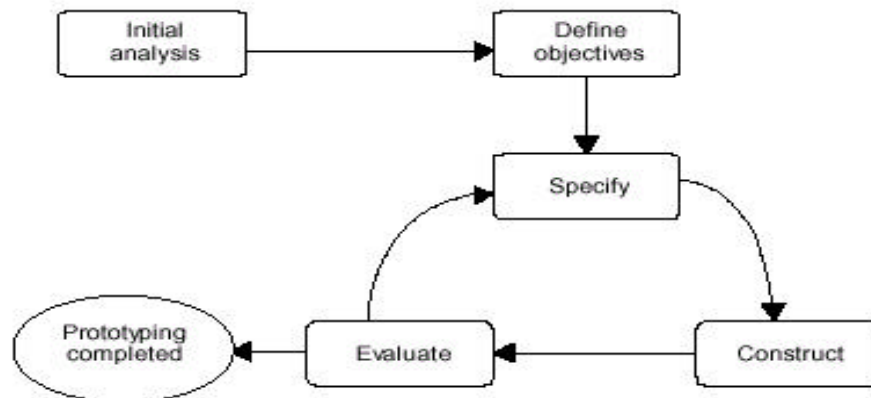 Initial
analysis
Define
objectives
Specify
Prototyping
completed
Evaluate
Construct